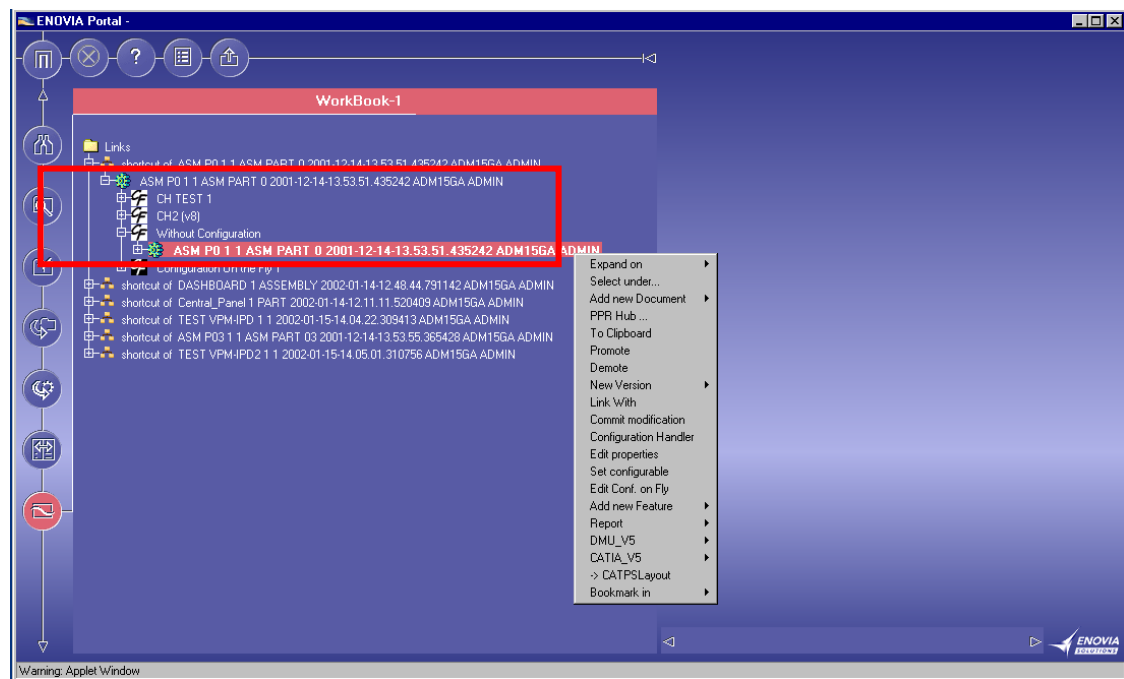 ENOVIA Portal -
?
WorkBook-1
Links
shortcut of ASM P0 1 1 ASM PART 0 2001-12-14-13.53.51.435242 ADM15GA ADMIN
ASM P0 1 1 ASM PART 0 2001-12-14-13.53.51.435242 ADM15GA ADMIN
CH TEST 1
CH2 (v8)
Without Configuration
ASM P0 1 1 ASM PART 0 2001-12-14-13.53.51.435242 ADM15GA ADMIN
Configuration On the Fly 1
shortcut of DASHBOARD 1 ASSEMBLY 2002-01-14-12.48.44.791142 ADM15GA ADMIN
shortcut of Central_Panel 1 PART 2002-01-14-12.11.11.520409 ADM15GA ADMIN
shortcut of TEST VPM-IPD 1 1 2002-01-15-14.04.22.309413 ADM15GA ADMIN
shortcut of ASM P03 1 1 ASM PART 03 2001-12-14-13.53.55.365428 ADM15GA ADMIN
shortcut of TEST VPM-IPD2 1 1 2002-01-15-14.05.01.310756 ADM15GA ADMIN
Expand on
Select under...
Add new Document
PPR Hub ...
To Clipboard
Promote
Demote
New Version
Link With
Commit modification
Configuration Handler
Edit properties
Set configurable
Edit Conf. on Fly
Add new Feature
Report
DMU_V5
CATIA_V5
-> CATPSLayout
Bookmark in
ENOVIA
SOLUTIONS
Warning: Applet Window